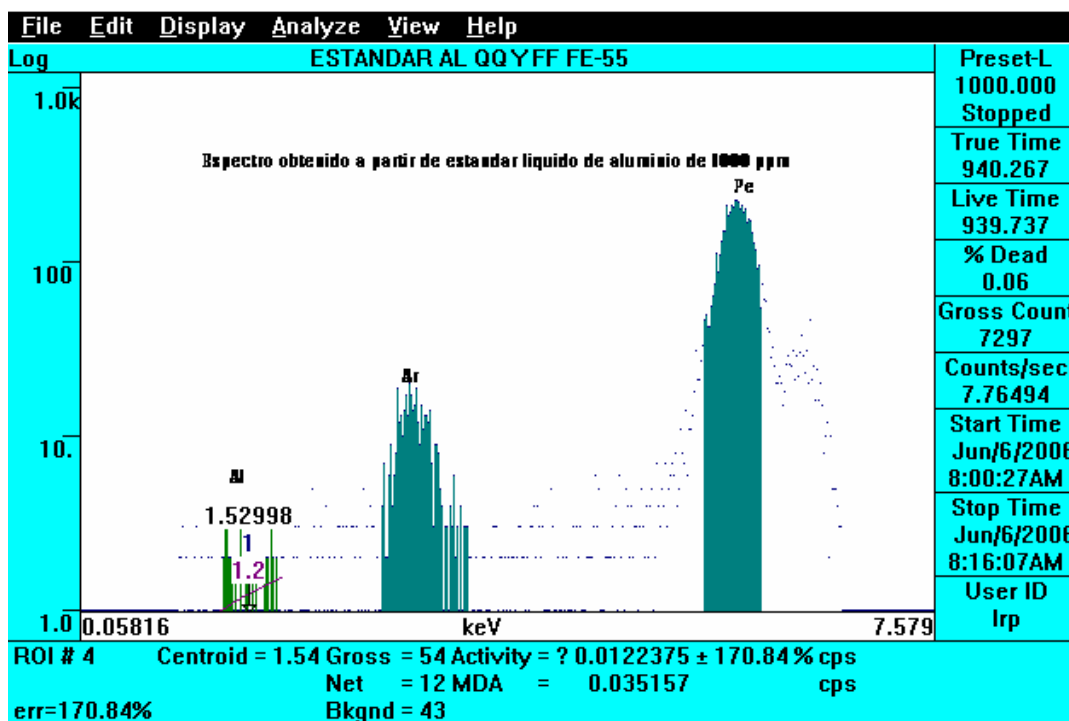 File Edit Display Analyze View Help
Log ESTANDAR AL QQYFF FE-55
1.0k
100
10.
1.0
Espectro obtenido a partir de estandar liquido de aluminio de 1000 ppm
Fe
Ar
Al
1.52998
1
1.2
0.05816 keV 7.579
Preset-L
1000.000
Stopped
True Time
940.267
Live Time
939.737
% Dead
0.06
Gross Count
7297
Counts/sec
7.76494
Start Time
Jun/6/2006
8:00:27AM
Stop Time
Jun/6/2006
8:16:07AM
User ID
lrp
ROI # 4 Centroid = 1.54 Gross = 54 Activity = ? 0.0122375 ± 170.84% cps
Net = 12 MDA = 0.035157 cps
err=170.84% Bkgnd = 43